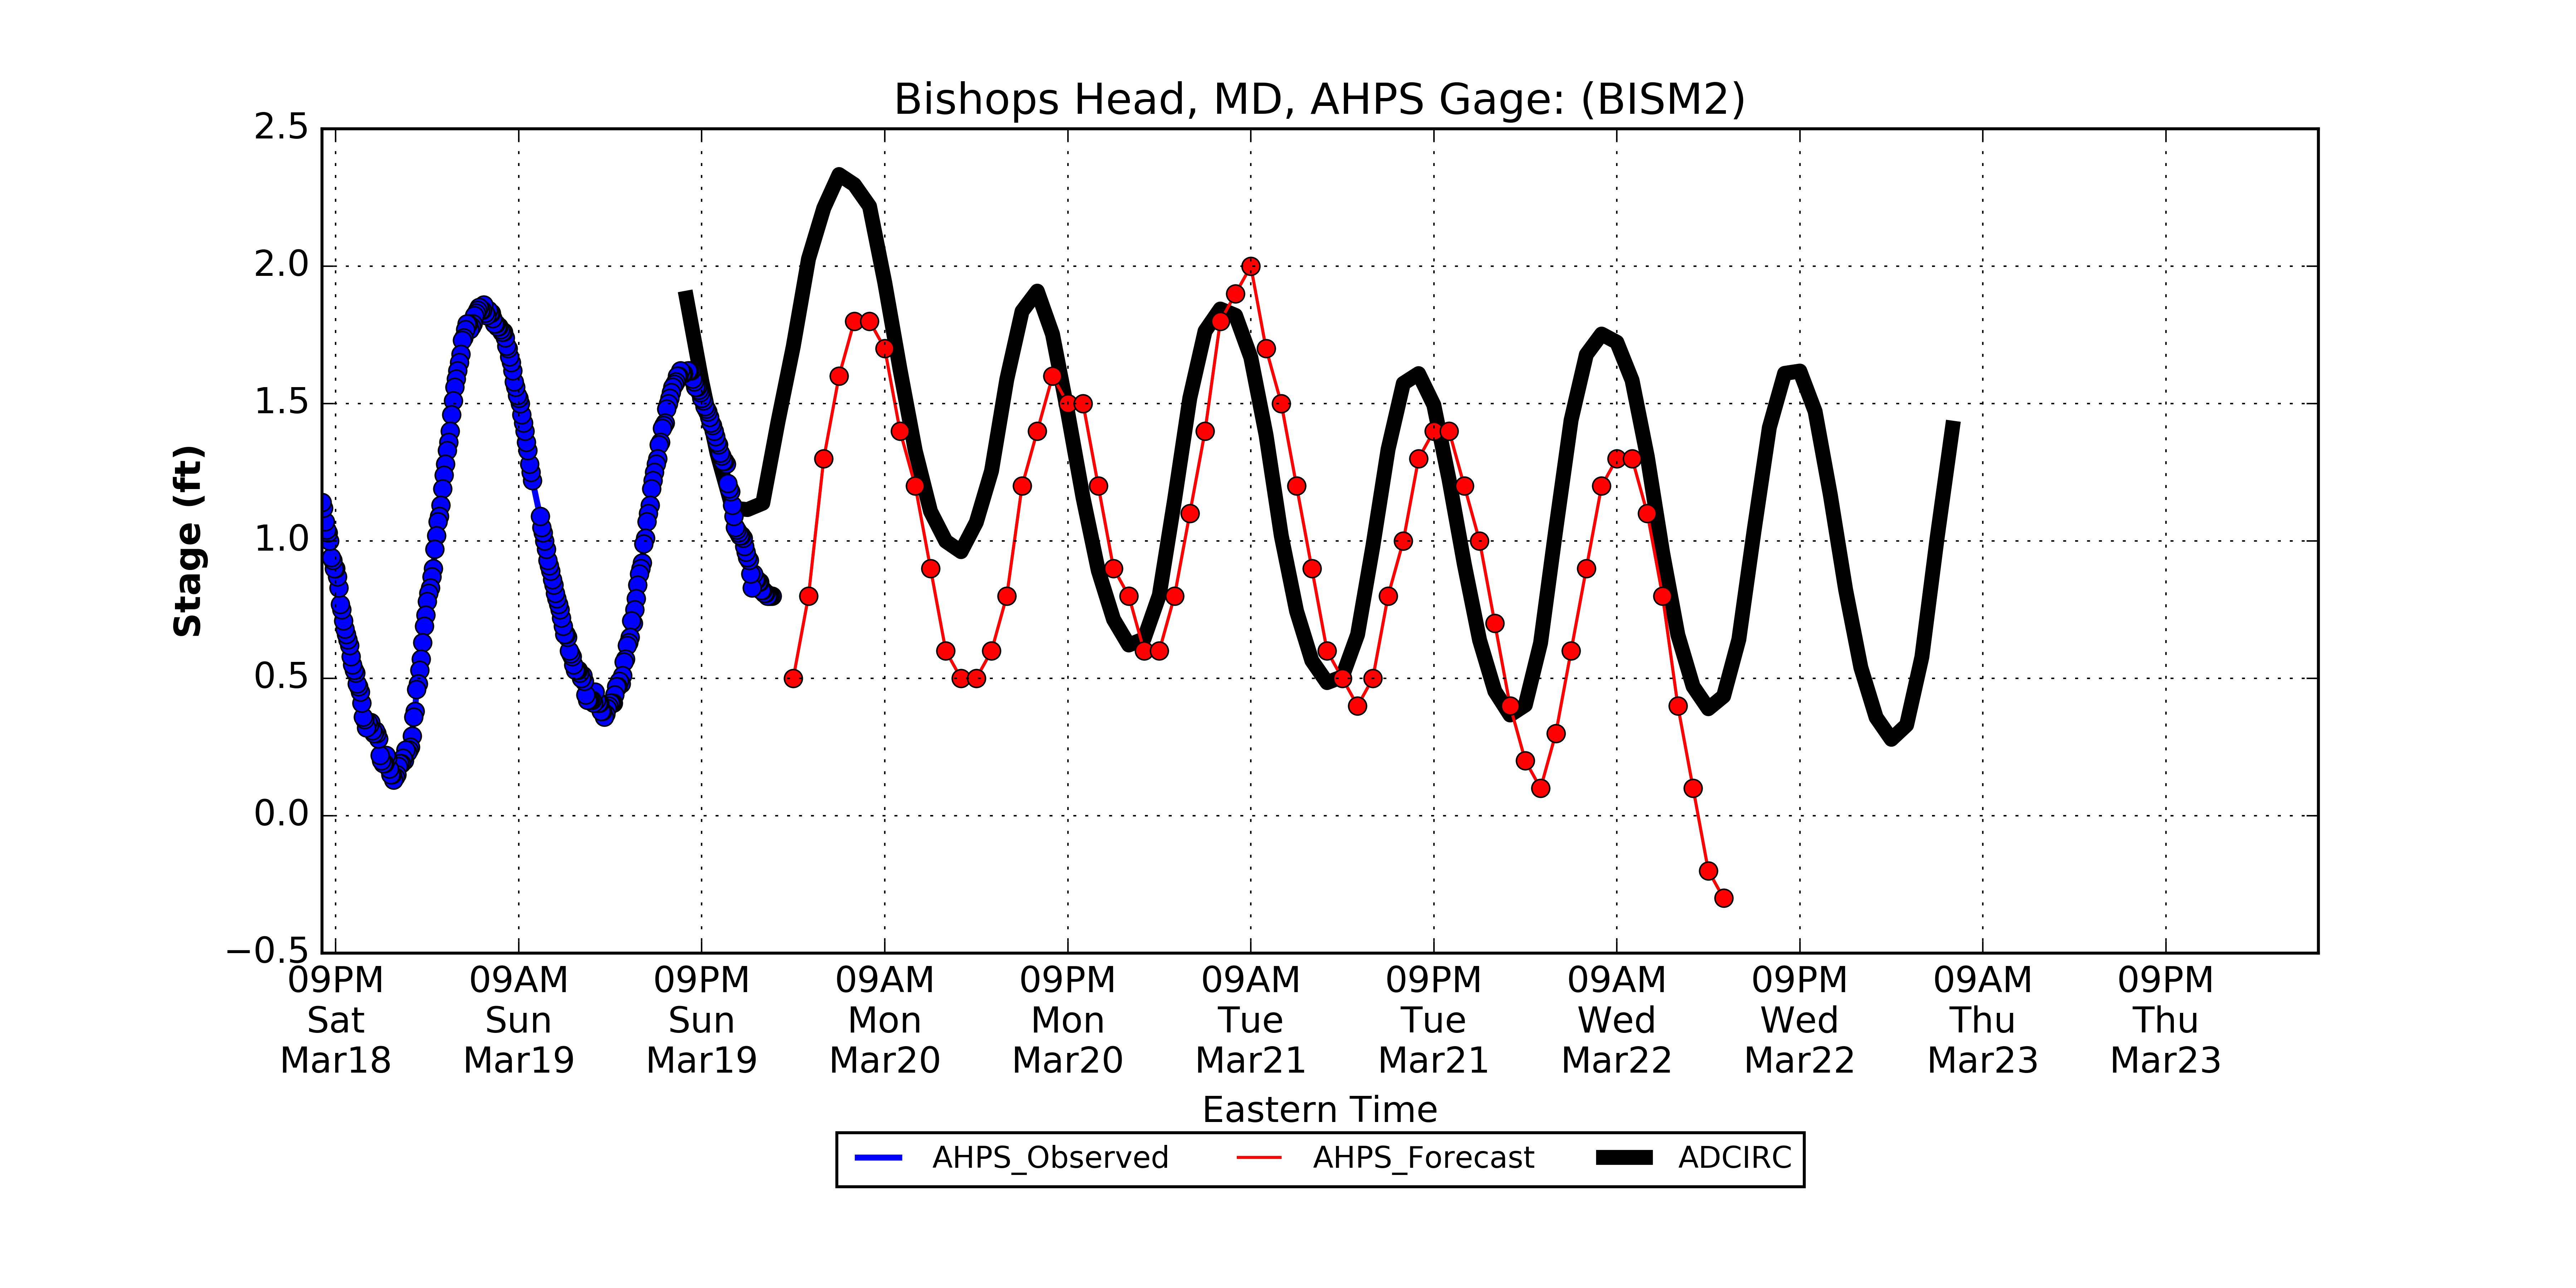 Bishops Head, MD, AHPS Gage: (BISM2)
2.5
2.0
1.5
1.0
0.5
0.0
−0.5
Stage (ft)
09PM 09AM 09PM 09AM 09PM 09AM 09PM 09AM 09PM 09AM 09PM
Sat Sun Sun Mon Mon Tue Tue Wed Wed Thu Thu
Mar18 Mar19 Mar19 Mar20 Mar20 Mar21 Mar21 Mar22 Mar22 Mar23 Mar23
Eastern Time
AHPS_Observed AHPS_Forecast ADCIRC